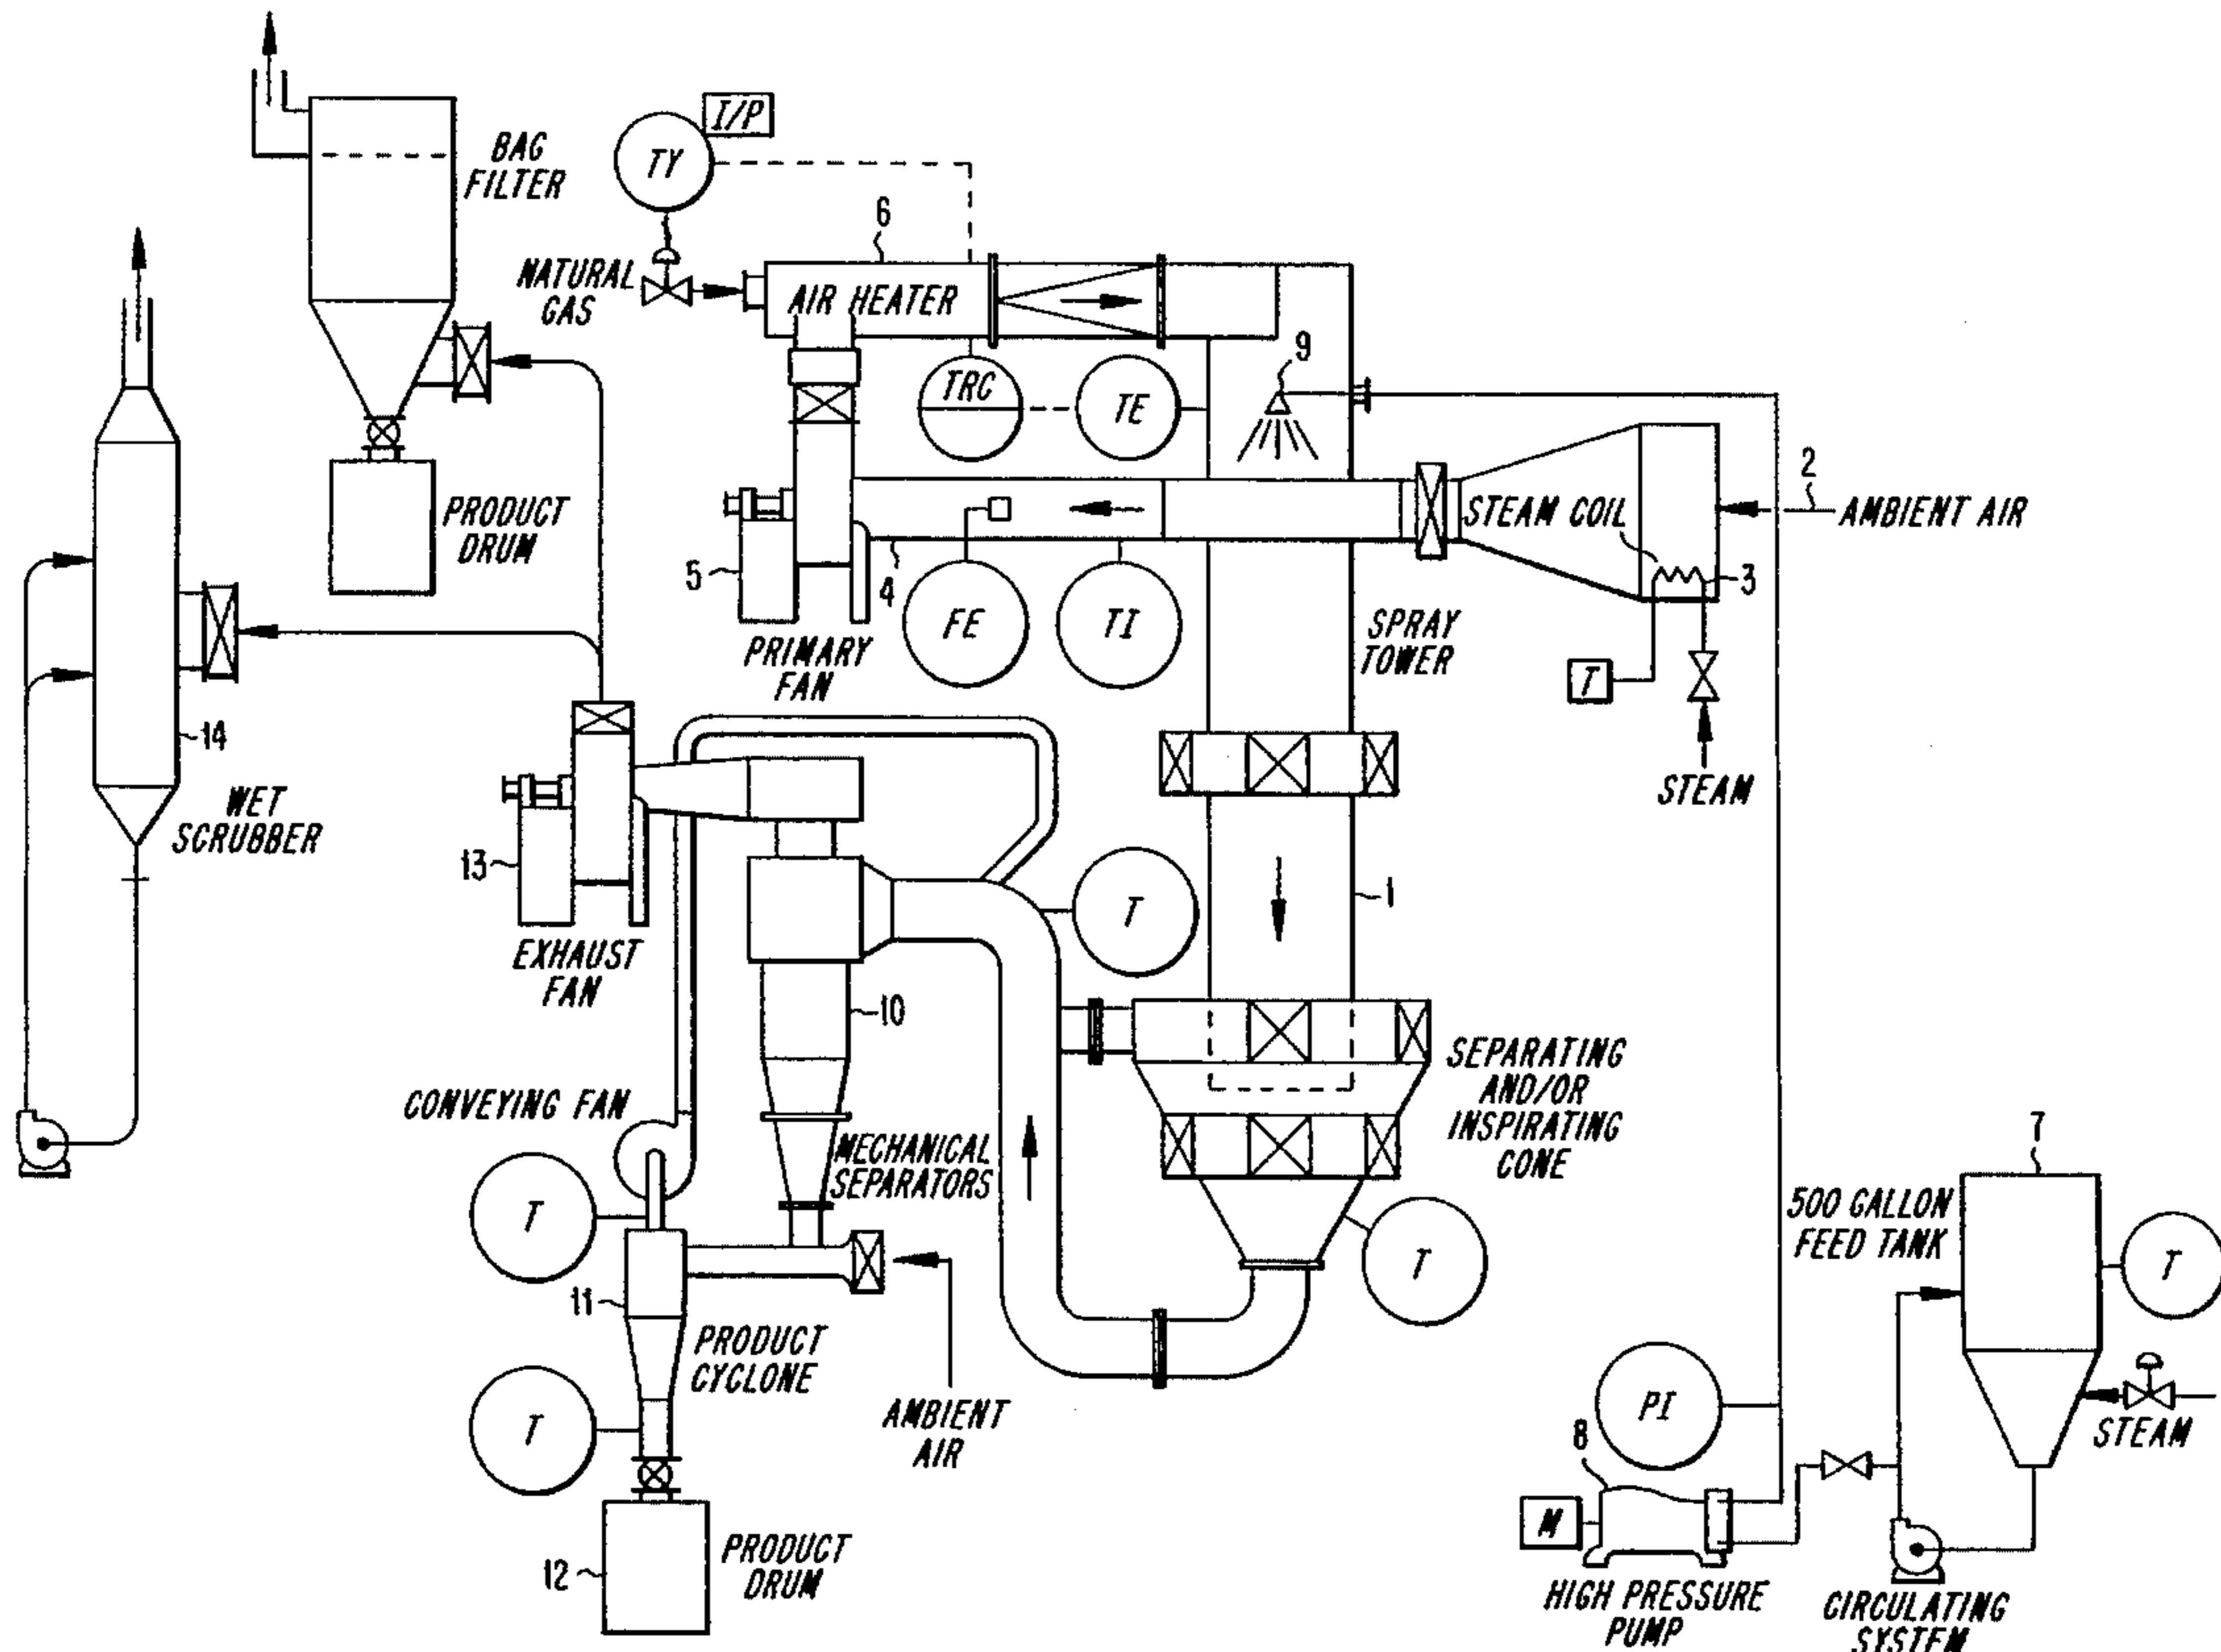 BAG
FILTER
I/P
TY
6
NATURAL
GAS
AIR HEATER
9
TRC
TE
PRODUCT
DRUM
2
STEAM COIL
AMBIENT AIR
5
4
3
FE
TI
SPRAY
TOWER
PRIMARY
FAN
T
14
STEAM
WET
SCRUBBER
13
1
T
EXHAUST
FAN
10
SEPARATING
AND/OR
INSPIRATING
CONE
CONVEYING FAN
MECHANICAL
SEPARATORS
7
T
500 GALLON
FEED TANK
T
T
11
PRODUCT
CYCLONE
AMBIENT
AIR
T
PI
STEAM
8
M
12
PRODUCT
DRUM
HIGH PRESSURE
PUMP
CIRCULATING
SYSTEM